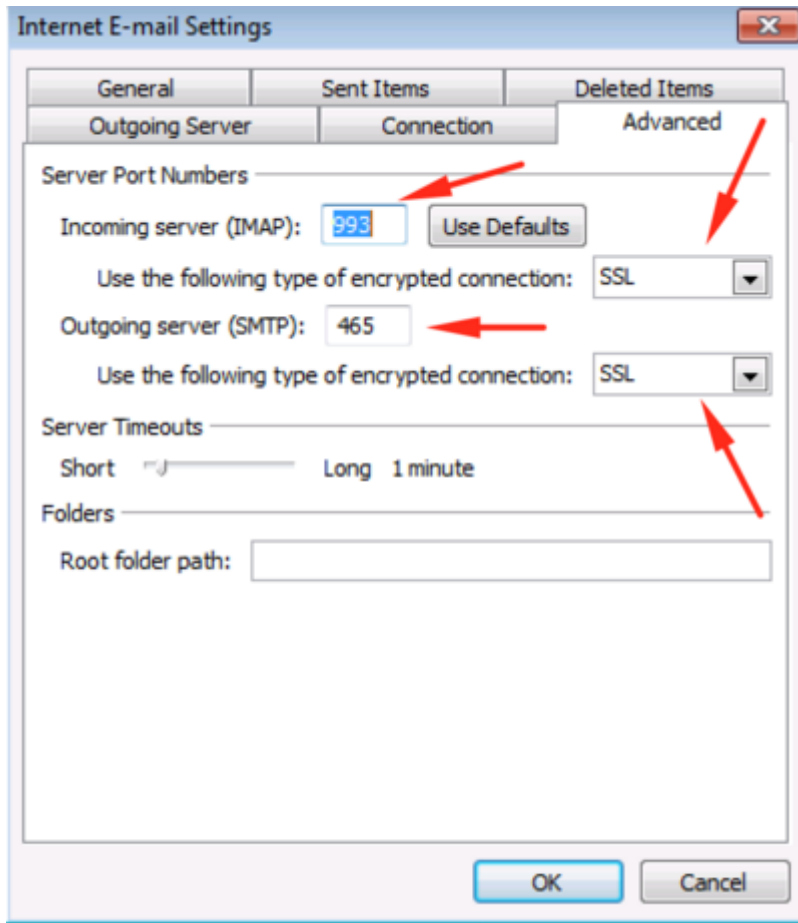 Internet E-mail Settings
General Sent Items Deleted Items
Outgoing Server Connection Advanced
Server Port Numbers
Incoming server (IMAP): 993 Use Defaults
Use the following type of encrypted connection: SSL
Outgoing server (SMTP): 465
Use the following type of encrypted connection: SSL
Server Timeouts
Short Long 1 minute
Folders
Root folder path:
OK Cancel